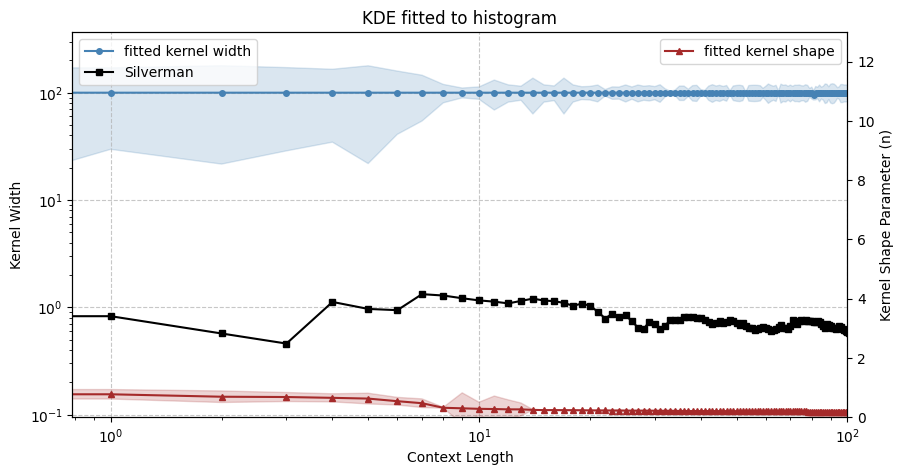 KDE fitted to histogram
fitted kernel width
Silverman
fitted kernel shape
Kernel Width
10²
10¹
10⁰
10⁻¹
12
10
8
6
4
2
0
Kernel Shape Parameter (n)
10⁰
10¹
10²
Context Length